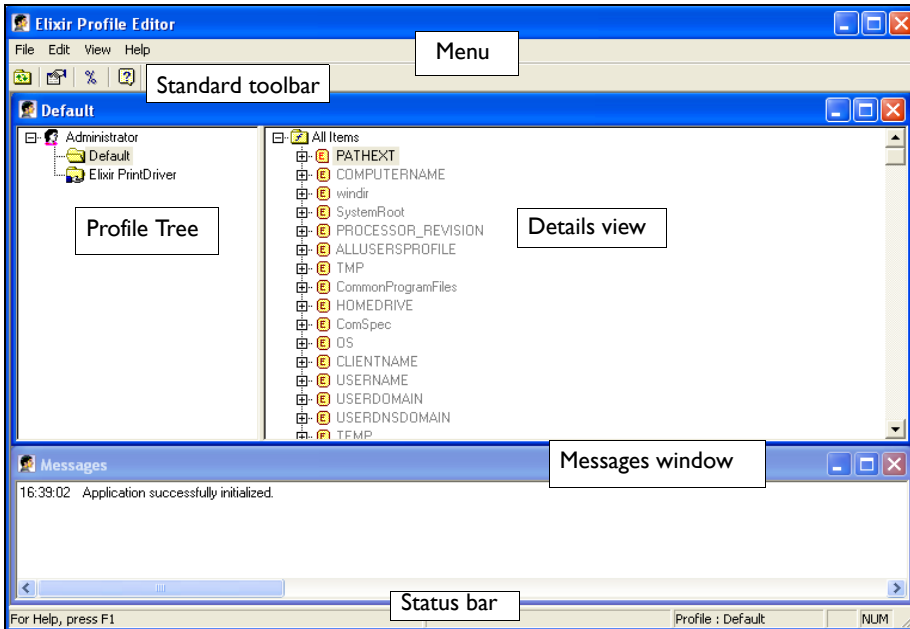 Elixir Profile Editor
File Edit View Help
Menu
Standard toolbar
Default
Administrator
Default
Elixir PrintDriver
Profile Tree
All Items
PATHEXT
COMPUTERNAME
windir
SystemRoot
PROCESSOR_REVISION
ALLUSERSPROFILE
TMP
CommonProgramFiles
HOMEDRIVE
ComSpec
OS
CLIENTNAME
USERNAME
USERDOMAIN
USERDNSDOMAIN
TEMP
Details view
Messages
Messages window
16:39:02 Application successfully initialized.
Status bar
For Help, press F1
Profile : Default
NUM